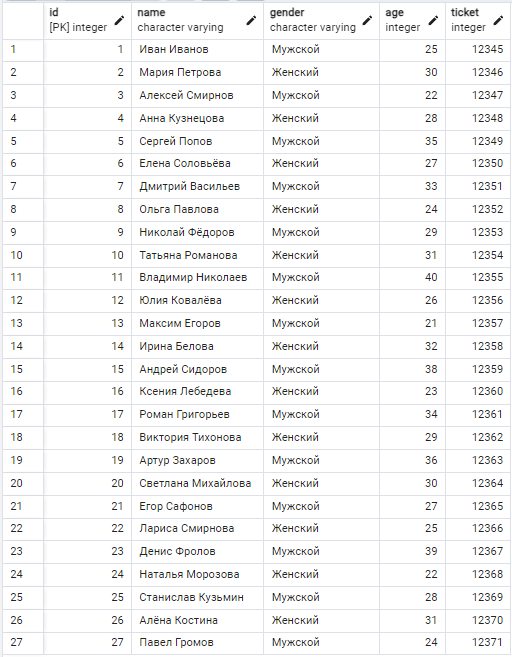 id name gender age ticket
[PK] integer character varying character varying integer integer
1 1 Иван Иванов Мужской 25 12345
2 2 Мария Петрова Женский 30 12346
3 3 Алексей Смирнов Мужской 22 12347
4 4 Анна Кузнецова Женский 28 12348
5 5 Сергей Попов Мужской 35 12349
6 6 Елена Соловьёва Женский 27 12350
7 7 Дмитрий Васильев Мужской 33 12351
8 8 Ольга Павлова Женский 24 12352
9 9 Николай Фёдоров Мужской 29 12353
10 10 Татьяна Романова Женский 31 12354
11 11 Владимир Николаев Мужской 40 12355
12 12 Юлия Ковалёва Женский 26 12356
13 13 Максим Егоров Мужской 21 12357
14 14 Ирина Белова Женский 32 12358
15 15 Андрей Сидоров Мужской 38 12359
16 16 Ксения Лебедева Женский 23 12360
17 17 Роман Григорьев Мужской 34 12361
18 18 Виктория Тихонова Женский 29 12362
19 19 Артур Захаров Мужской 36 12363
20 20 Светлана Михайлова Женский 30 12364
21 21 Егор Сафонов Мужской 27 12365
22 22 Лариса Смирнова Женский 25 12366
23 23 Денис Фролов Мужской 39 12367
24 24 Наталья Морозова Женский 22 12368
25 25 Станислав Кузьмин Мужской 28 12369
26 26 Алёна Костина Женский 31 12370
27 27 Павел Громов Мужской 24 12371